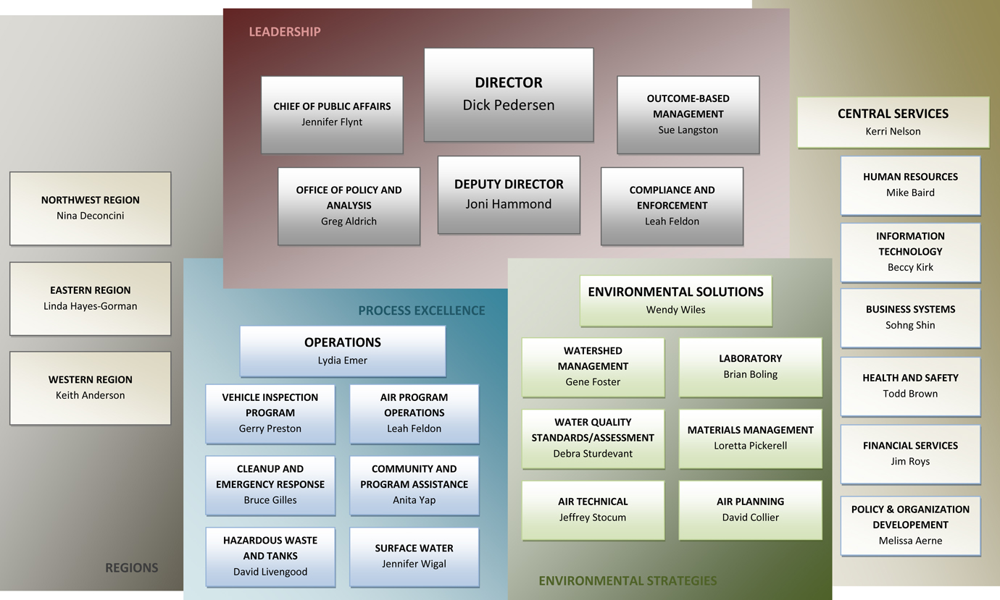 LEADERSHIP
DIRECTOR
Dick Pedersen
CHIEF OF PUBLIC AFFAIRS
Jennifer Flynt
OUTCOME-BASED
MANAGEMENT
Sue Langston
OFFICE OF POLICY AND
ANALYSIS
Greg Aldrich
DEPUTY DIRECTOR
Joni Hammond
COMPLIANCE AND
ENFORCEMENT
Leah Feldon
NORTHWEST REGION
Nina Deconcini
EASTERN REGION
Linda Hayes-Gorman
WESTERN REGION
Keith Anderson
REGIONS
PROCESS EXCELLENCE
OPERATIONS
Lydia Emer
VEHICLE INSPECTION
PROGRAM
Gerry Preston
AIR PROGRAM
OPERATIONS
Leah Feldon
CLEANUP AND
EMERGENCY RESPONSE
Bruce Gilles
COMMUNITY AND
PROGRAM ASSISTANCE
Anita Yap
HAZARDOUS WASTE
AND TANKS
David Livengood
SURFACE WATER
Jennifer Wigal
ENVIRONMENTAL SOLUTIONS
Wendy Wiles
WATERSHED
MANAGEMENT
Gene Foster
LABORATORY
Brian Boling
WATER QUALITY
STANDARDS/ASSESSMENT
Debra Sturdevant
MATERIALS MANAGEMENT
Loretta Pickerell
AIR TECHNICAL
Jeffrey Stocum
AIR PLANNING
David Collier
ENVIRONMENTAL STRATEGIES
CENTRAL SERVICES
Kerri Nelson
HUMAN RESOURCES
Mike Baird
INFORMATION
TECHNOLOGY
Beccy Kirk
BUSINESS SYSTEMS
Sohng Shin
HEALTH AND SAFETY
Todd Brown
FINANCIAL SERVICES
Jim Roys
POLICY & ORGANIZATION
DEVELOPEMENT
Melissa Aerne